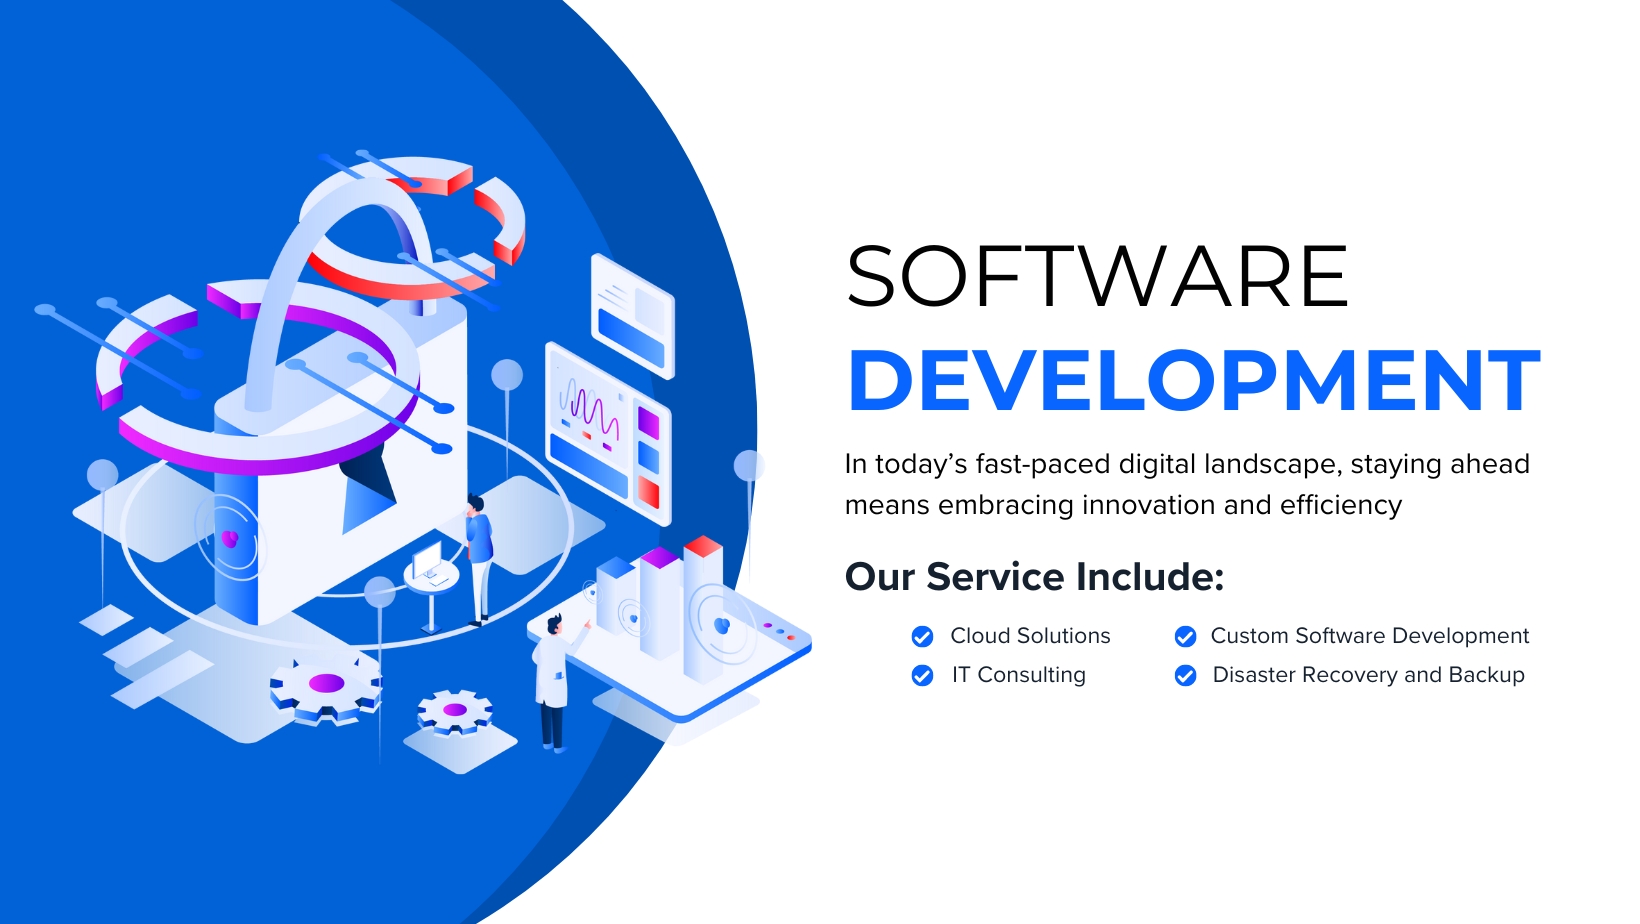 SOFTWARE
DEVELOPMENT
In today’s fast-paced digital landscape, staying ahead
means embracing innovation and efficiency
Our Service Include:
Cloud Solutions
Custom Software Development
IT Consulting
Disaster Recovery and Backup